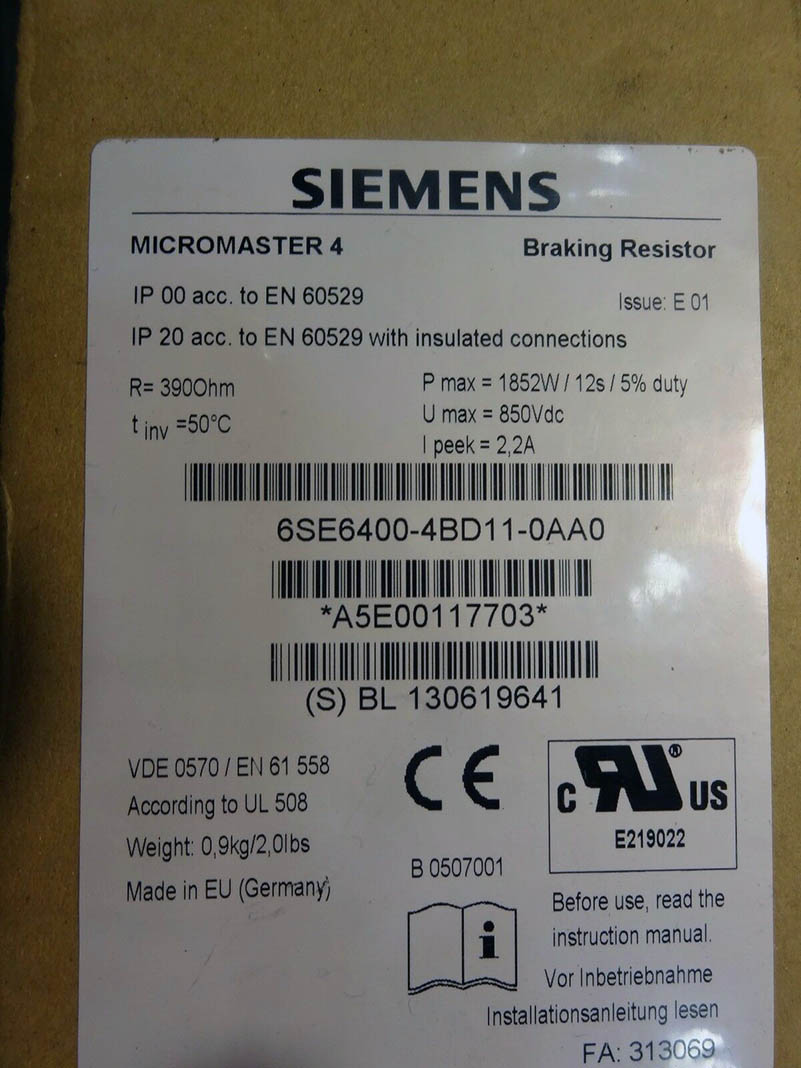 SIEMENS
MICROMASTER 4 Braking Resistor
IP 00 acc. to EN 60529 Issue: E 01
IP 20 acc. to EN 60529 with insulated connections
R= 390Ohm P max = 1852W / 12s / 5% duty
t inv =50°C U max = 850Vdc
I peek = 2,2A
6SE6400-4BD11-0AA0
*A5E00117703*
(S) BL 130619641
VDE 0570 / EN 61 558
According to UL 508
Weight: 0,9kg/2,0lbs
Made in EU (Germany)
CE
B 0507001
c RU ® US
E219022
i
Before use, read the
instruction manual.
Vor Inbetriebnahme
Installationsanleitung lesen
FA: 313069